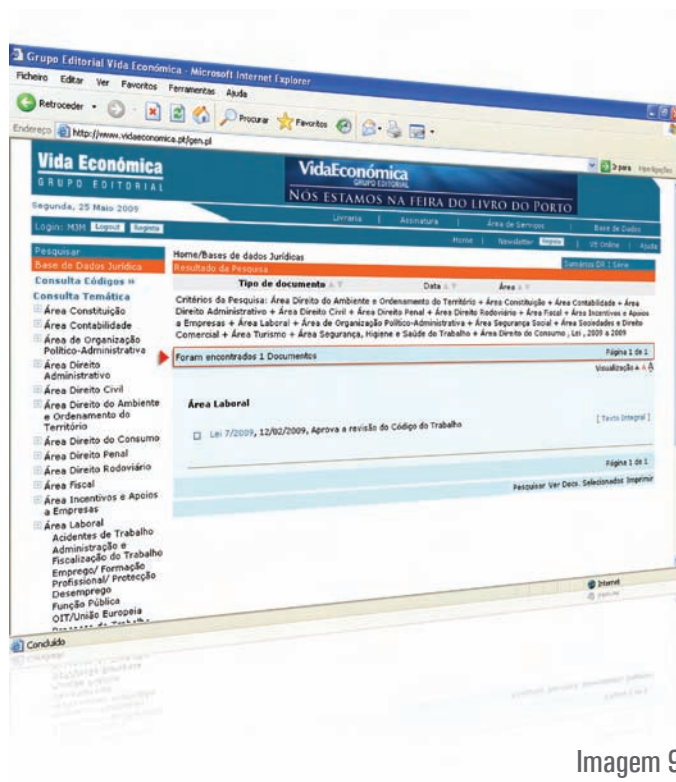 Grupo Editorial Vida Económica - Microsoft Internet Explorer
Ficheiro Editar Ver Favoritos Ferramentas Ajuda
Retroceder Procurar Favoritos
Endereço http://www.vidaeconomica.pt/gen.pl Ir para Hiperligações
Vida Económica
GRUPO EDITORIAL
VidaEconómica
GRUPO EDITORIAL
NÓS ESTAMOS NA FEIRA DO LIVRO DO PORTO
Segunda, 25 Maio 2009
Livraria | Assinatura | Área de Serviços | Base de Dados
Login: M3M Logout Registo
Home | Newsletter Registo | VE Online | Ajuda
Pesquisar
Base de Dados Jurídica
Consulta Códigos »
Consulta Temática
Área Constituição
Área Contabilidade
Área de Organização
Político-Administrativa
Área Direito
Administrativo
Área Direito Civil
Área Direito do Ambiente
e Ordenamento do
Território
Área Direito do Consumo
Área Direito Penal
Área Direito Rodoviário
Área Fiscal
Área Incentivos e Apoios
a Empresas
Área Laboral
Acidentes de Trabalho
Administração e
Fiscalização do Trabalho
Emprego/ Formação
Profissional/ Protecção
Desemprego
Função Pública
OIT/União Europeia
Home/Bases de dados Jurídicas
Resultado da Pesquisa Sumários DR 1 Série
Tipo de documento Data Área
Critérios da Pesquisa: Área Direito do Ambiente e Ordenamento do Território + Área Constituição + Área Contabilidade + Área
Direito Administrativo + Área Direito Civil + Área Direito Penal + Área Direito Rodoviário + Área Fiscal + Área Incentivos e Apoios
a Empresas + Área Laboral + Área de Organização Político-Administrativa + Área Segurança Social + Área Sociedades e Direito
Comercial + Área Turismo + Área Segurança, Higiene e Saúde do Trabalho + Área Direito do Consumo , Lei , 2009 a 2009
Foram encontrados 1 Documentos Página 1 de 1
Visualização A A A
Área Laboral
Lei 7/2009, 12/02/2009, Aprova a revisão do Código do Trabalho [ Texto Integral ]
Página 1 de 1
Pesquisar Ver Docs. Selecionados Imprimir
Concluído Internet
Imagem 9